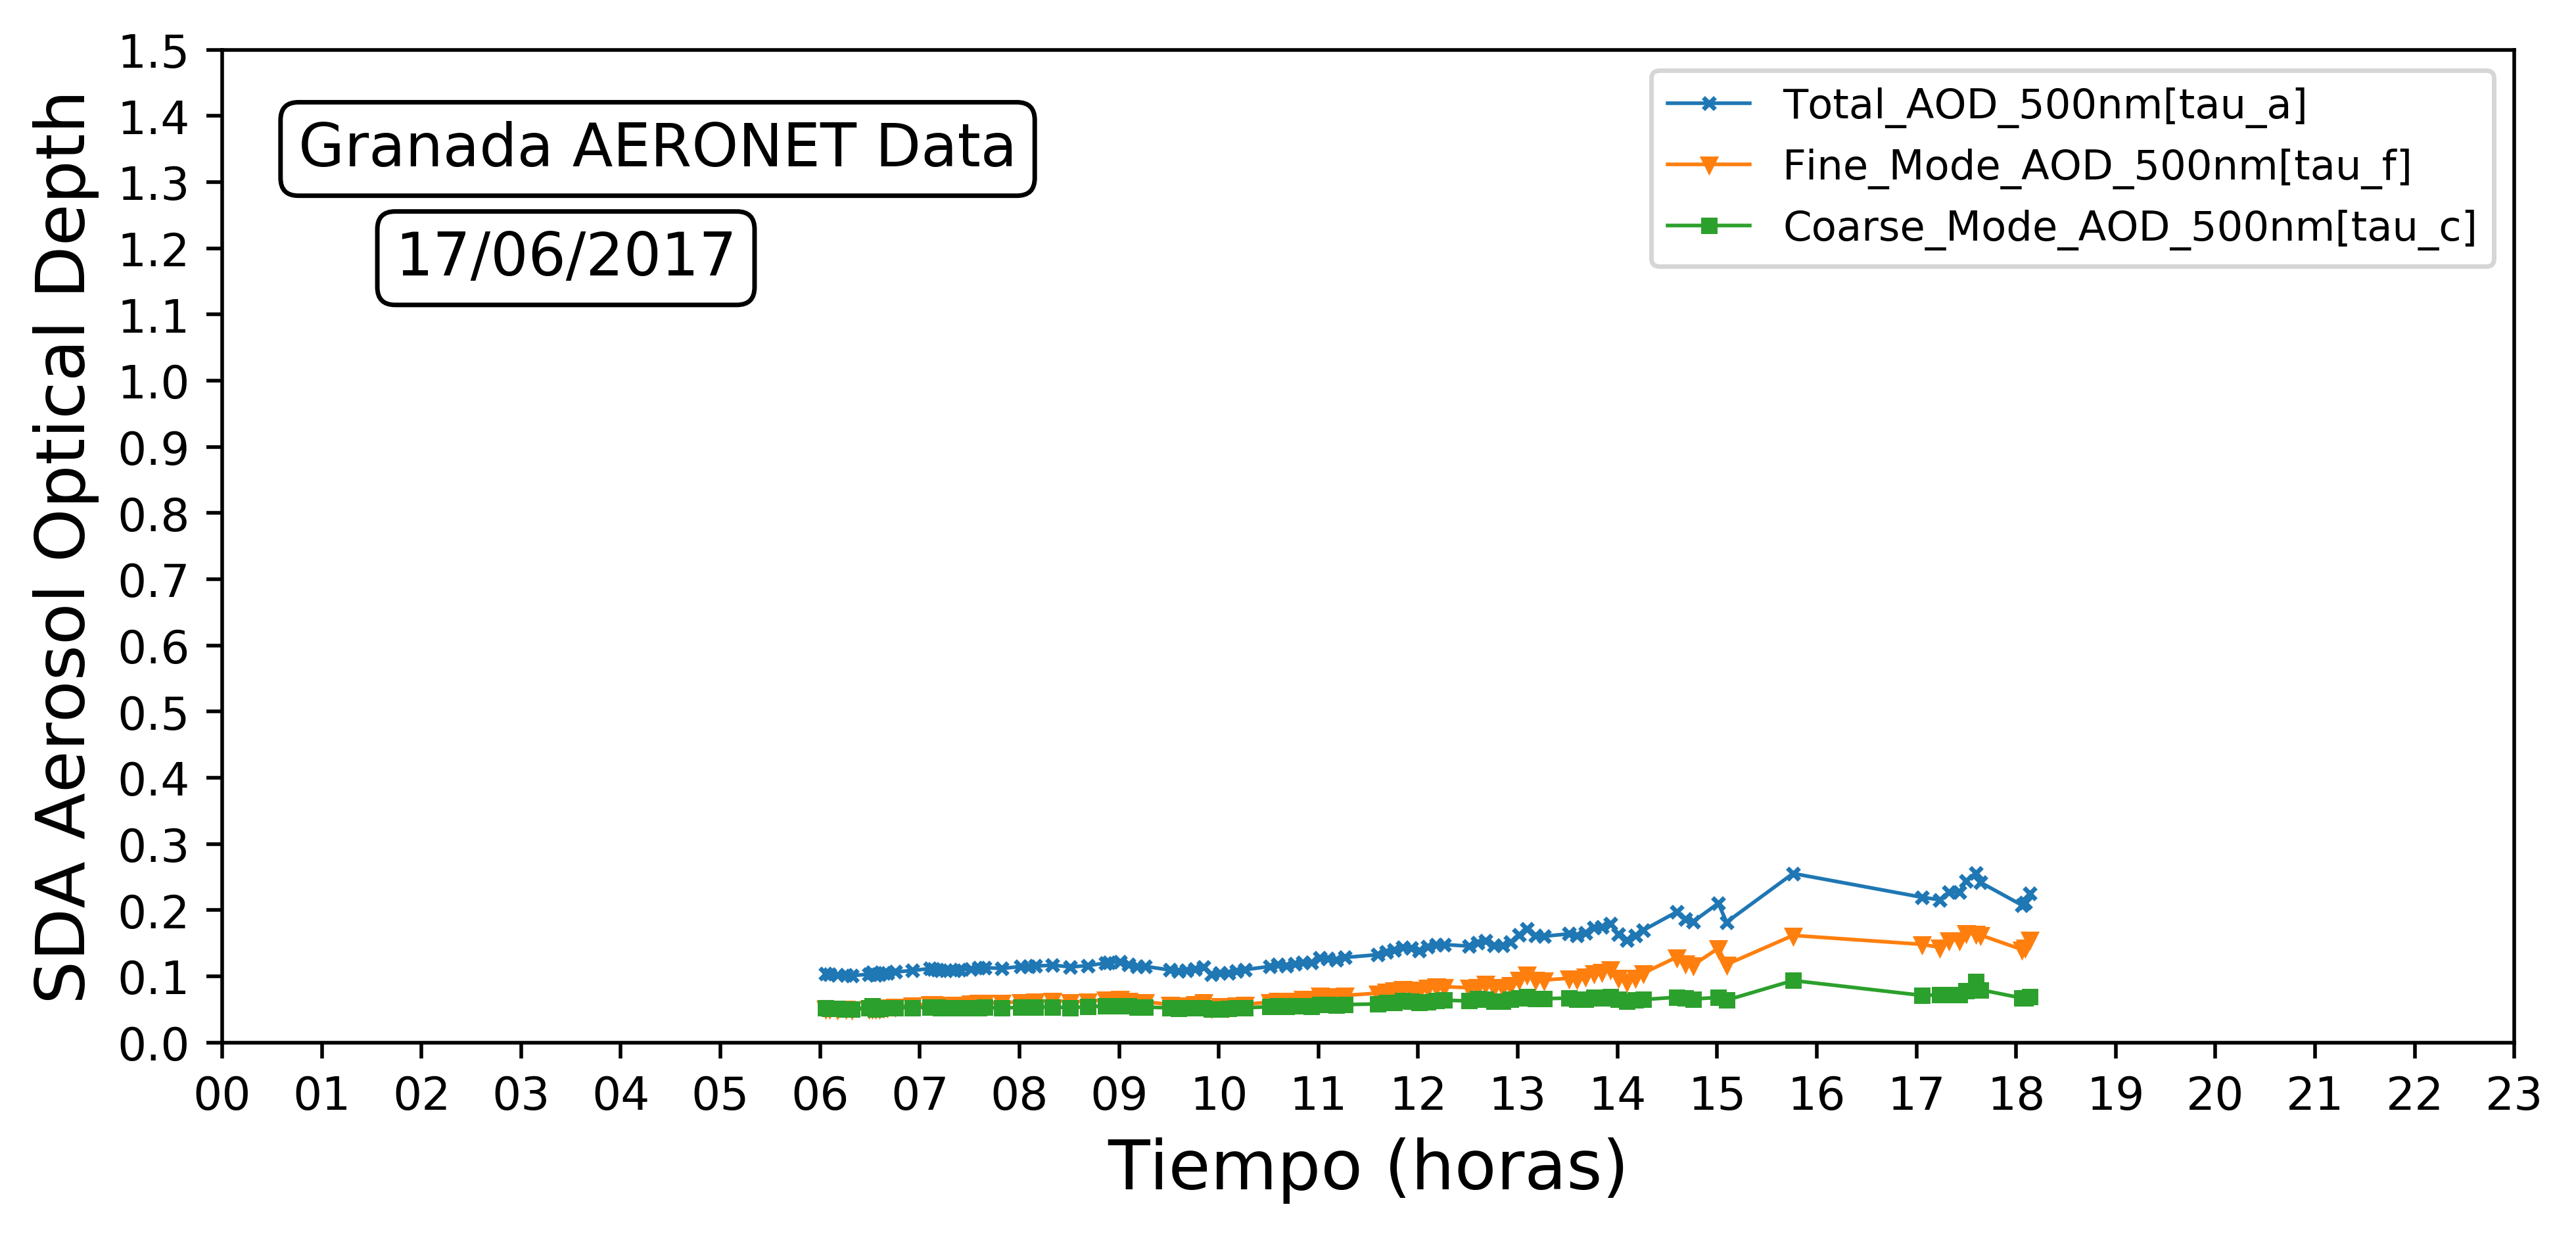 Granada AERONET Data
17/06/2017
Total_AOD_500nm[tau_a]
Fine_Mode_AOD_500nm[tau_f]
Coarse_Mode_AOD_500nm[tau_c]
SDA Aerosol Optical Depth
1.5
1.4
1.3
1.2
1.1
1.0
0.9
0.8
0.7
0.6
0.5
0.4
0.3
0.2
0.1
0.0
00 01 02 03 04 05 06 07 08 09 10 11 12 13 14 15 16 17 18 19 20 21 22 23
Tiempo (horas)